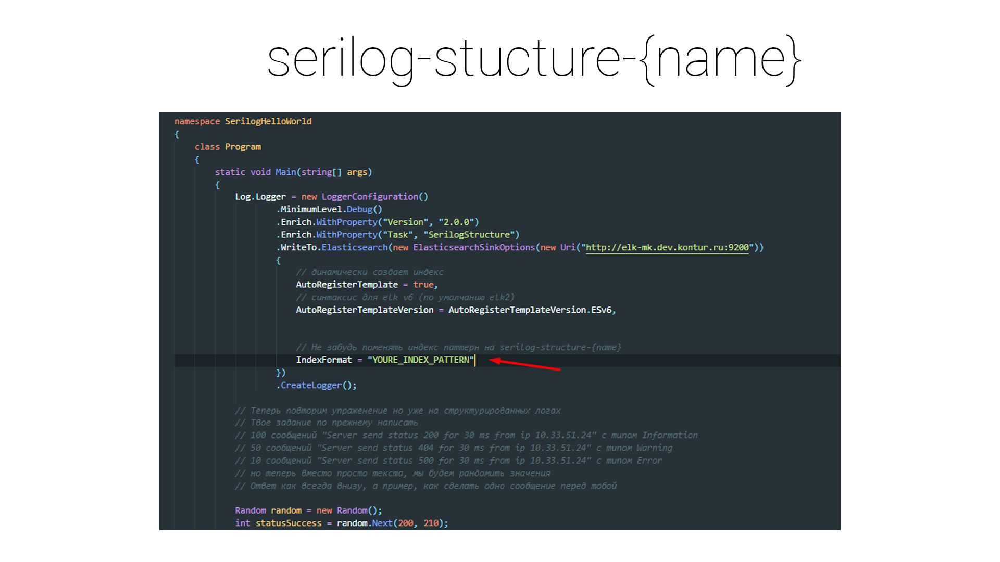 serilog-stucture-{name}
namespace SerilogHelloWorld
{
class Program
{
static void Main(string[] args)
{
Log.Logger = new LoggerConfiguration()
.MinimumLevel.Debug()
.Enrich.WithProperty("Version", "2.0.0")
.Enrich.WithProperty("Task", "SerilogStructure")
.WriteTo.Elasticsearch(new ElasticsearchSinkOptions(new Uri("http://elk-mk.dev.kontur.ru:9200"))
{
// динамически создает индекс
AutoRegisterTemplate = true,
// синтаксис для elk v6 (по умолчанию elk2)
AutoRegisterTemplateVersion = AutoRegisterTemplateVersion.ESv6,
// Не забудь поменять индекс паттерн на serilog-structure-{name}
IndexFormat = "YOURE_INDEX_PATTERN"
})
.CreateLogger();
// Теперь повторим упраженение но уже на структурированных логах
// Твое задание по прежнему написать
// 100 сообщений "Server send status 200 for 30 ms from ip 10.33.51.24" с типом Information
// 50 сообщений "Server send status 404 for 30 ms from ip 10.33.51.24" с типом Warning
// 10 сообщений "Server send status 500 for 30 ms from ip 10.33.51.24" с типом Error
// но теперь вместо просто текста, мы будем рандомить значения
// Ответ как всегда внизу, а пример, как сделать одно сообщение перед тобой
Random random = new Random();
int statusSuccess = random.Next(200, 210);